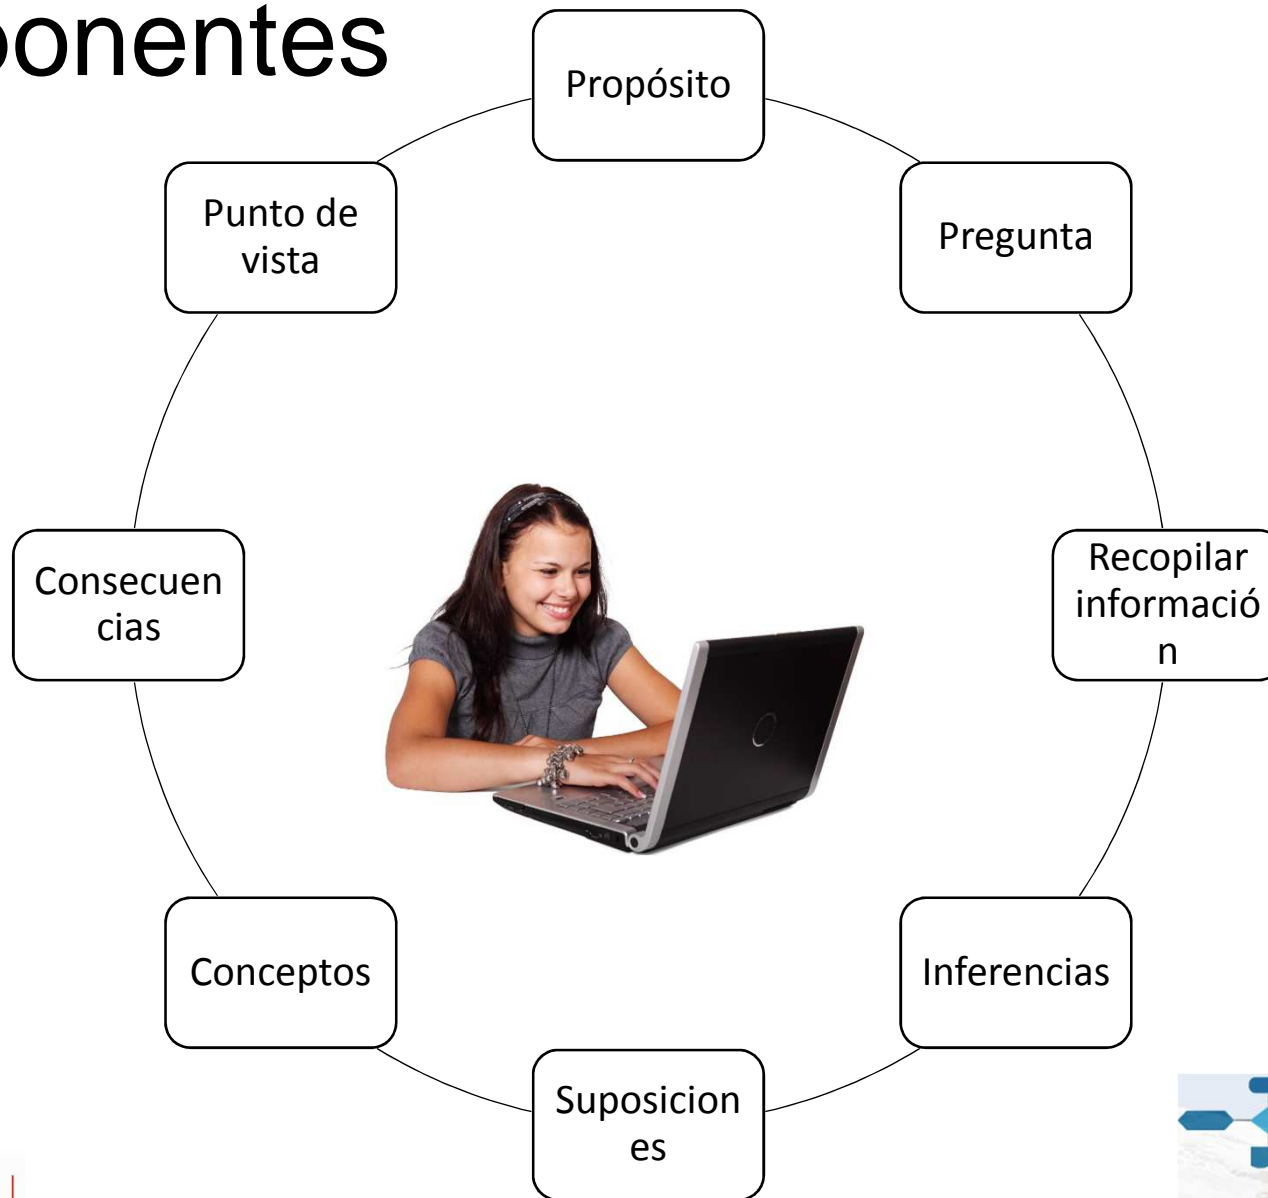 ponentes
Propósito
Pregunta
Recopilar
informació
n
Inferencias
Suposicion
es
Conceptos
Consecuen
cias
Punto de
vista